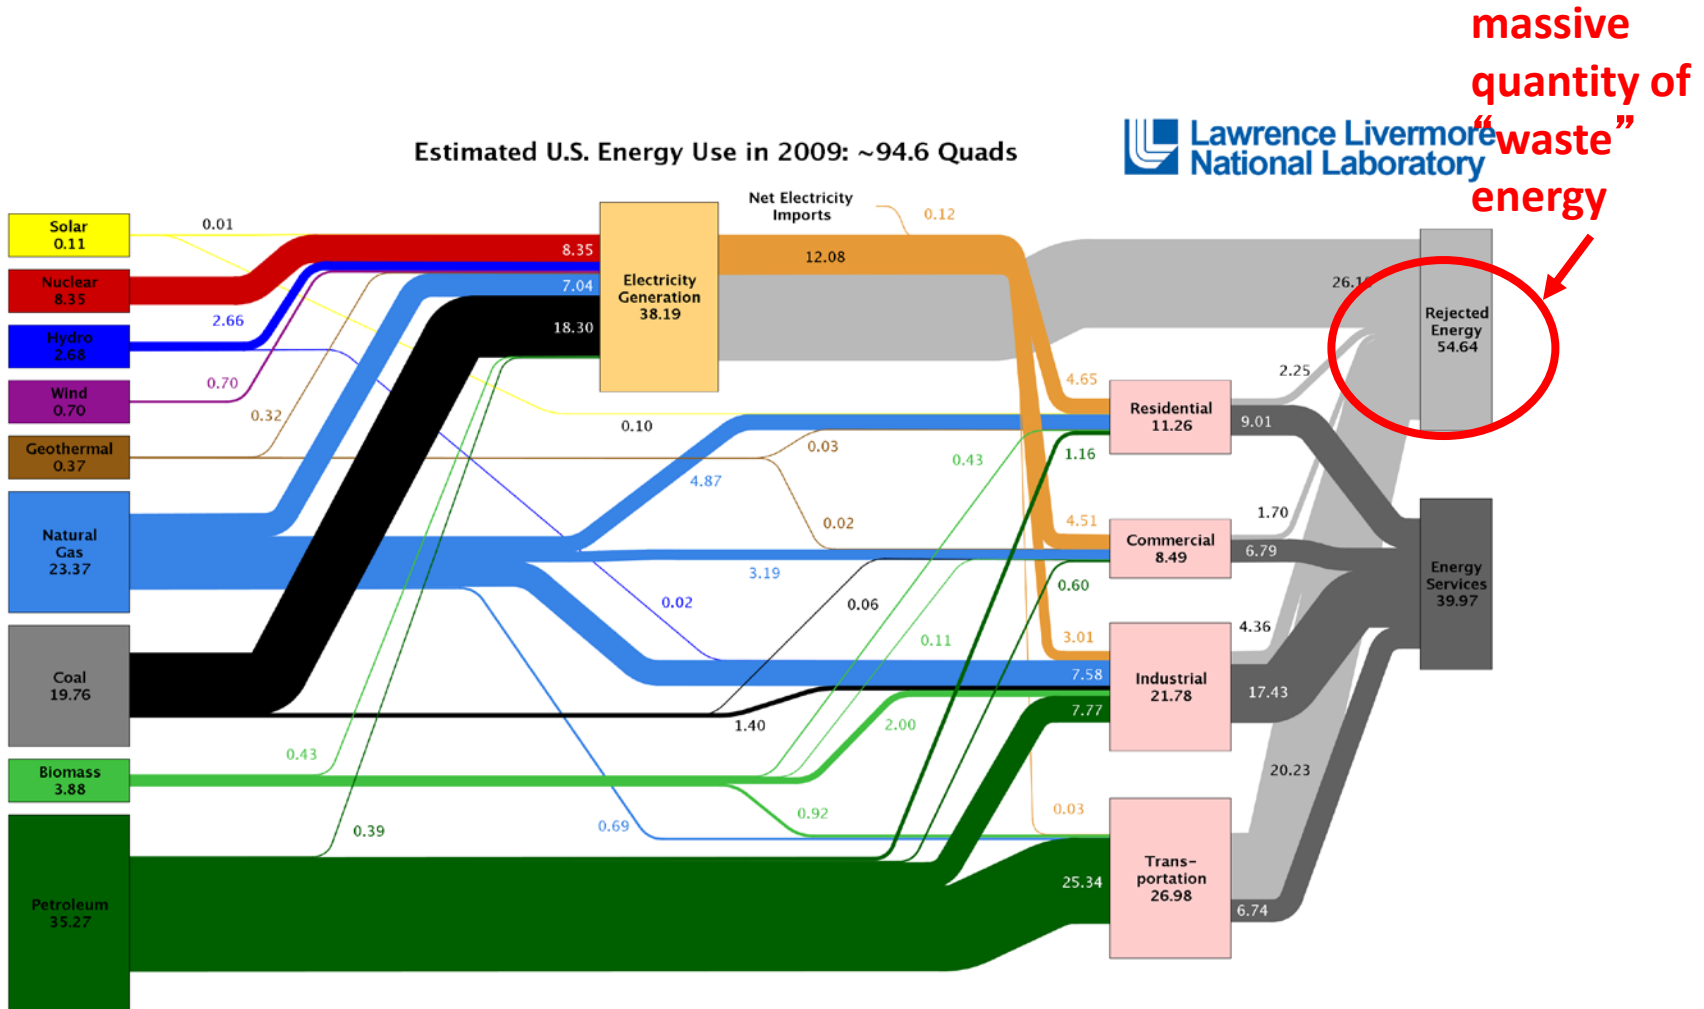 massive
quantity of
“waste”
energy
Estimated U.S. Energy Use in 2009: ~94.6 Quads
Lawrence Livermore
National Laboratory
Net Electricity
Imports
0.12
Solar
0.11
0.01
Nuclear
8.35
8.35
Hydro
2.68
2.66
7.04
Wind
0.70
0.70
18.30
Geothermal
0.37
0.32
Electricity
Generation
38.19
12.08
Rejected
Energy
54.64
2.25
4.65
0.10
Residential
11.26
9.01
0.03
0.43
1.16
4.87
Natural
Gas
23.37
0.02
4.51
1.70
Commercial
8.49
6.79
3.19
0.60
Energy
Services
39.97
0.02
0.06
0.11
3.01
4.36
Coal
19.76
7.58
Industrial
21.78
17.43
7.77
1.40
2.00
0.43
Biomass
3.88
20.23
0.92
0.03
0.69
0.39
Petroleum
35.27
25.34
Trans-
portation
26.98
6.74